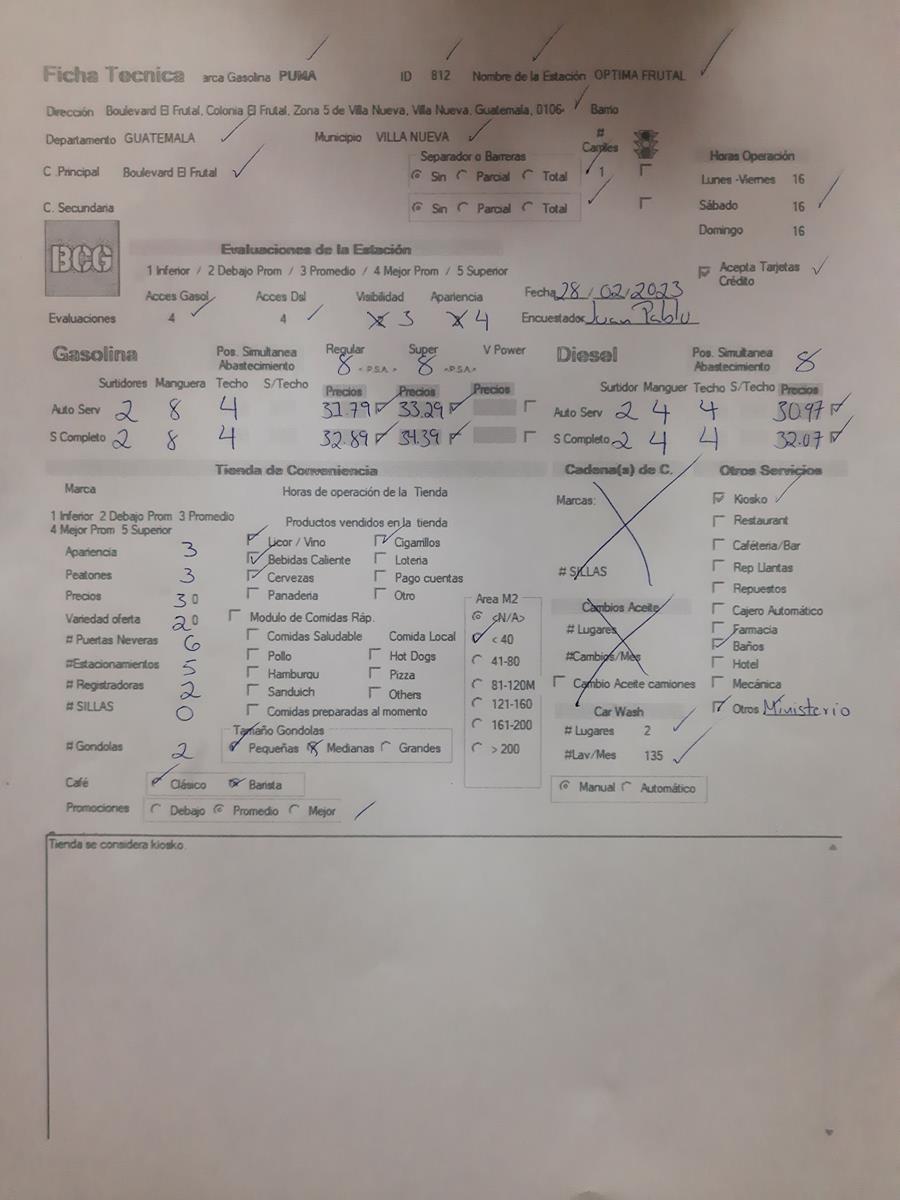 Ficha Tecnica arca Gasolina PUMA ID 812 Nombre de la Estación OPTIMA FRUTAL
Dirección Boulevard El Frutal, Colonia El Frutal, Zona 5 de Villa Nueva, Villa Nueva, Guatemala, 0106- Barrio
Departamento GUATEMALA Municipio VILLA NUEVA # Carriles
C .Principal Boulevard El Frutal Separador o Barreras Sin Parcial Total 1
Horas Operación
Lunes -Viernes 16
C. Secundaria Sin Parcial Total Sábado 16
Domingo 16
BCG Evaluaciones de la Estación
1 Inferior / 2 Debajo Prom / 3 Promedio / 4 Mejor Prom / 5 Superior Acepta Tarjetas Crédito
Acces Gasol Acces Dsl Visibilidad Apariencia Fecha 28/02/2023
Evaluaciones 4 4 3 4 Encuestador Juan Pablo
Gasolina Pos. Simultanea Abastecimiento Regular 8 < P.S.A. > Super 8 <P.S.A> V Power Diesel Pos. Simultanea Abastecimiento 8
Surtidores Manguera Techo S/Techo Precios Precios Precios Surtidor Manguer Techo S/Techo Precios
Auto Serv 2 8 4 31.79 33.29 Auto Serv 2 4 4 30.97
S Completo 2 8 4 32.89 34.39 S Completo 2 4 4 32.07
Tienda de Conveniencia Cadena(s) de C. Otros Servicios
Marca Horas de operación de la Tienda Marcas: Kiosko
1 Inferior 2 Debajo Prom 3 Promedio
4 Mejor Prom 5 Superior
Productos vendidos en la tienda Restaurant
Apariencia 3 Licor / Vino Cigarrillos Caféteria/Bar
Peatones 3 Bebidas Caliente Loteria # SILLAS Rep Llantas
Precios 3 0 Cervezas Pago cuentas Repuestos
Variedad oferta 2 0 Panaderia Otro Area M2 Cambios Aceite Cajero Automático
# Puertas Neveras 6 Modulo de Comidas Ráp. <N/A> # Lugares Farmacia
#Estacionamientos 5 Comidas Saludable Comida Local < 40 #Cambios/Mes Baños
# Registradoras 2 Pollo Hot Dogs 41-80 Hotel
# SILLAS 0 Hamburgu Pizza 81-120M Cambio Aceite camiones Mecánica
Sanduich Others 121-160 Car Wash Otros Ministerio
Comidas preparadas al momento 161-200 # Lugares 2
# Gondolas 2 Tamaño Gondolas Pequeñas Medianas Grandes > 200 #Lav/Mes 135
Café Clásico Barista Manual Automático
Promociones Debajo Promedio Mejor
Tienda se considera kiosko.